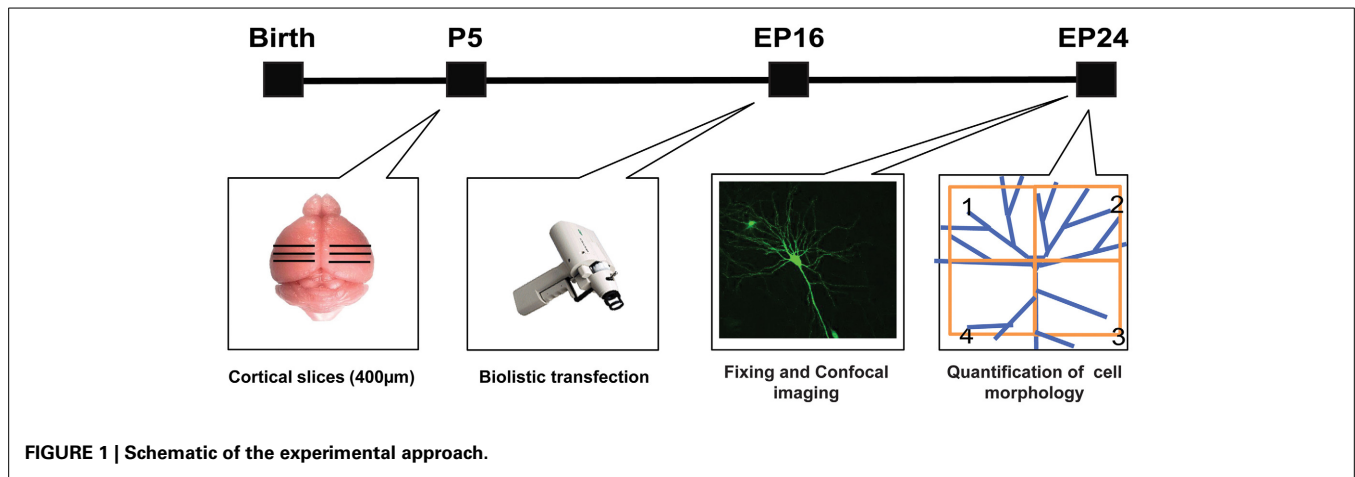 Birth P5 EP16 EP24
1 2
4 3
Cortical slices (400µm) Biolistic transfection Fixing and Confocal imaging Quantification of cell morphology
FIGURE 1 | Schematic of the experimental approach.